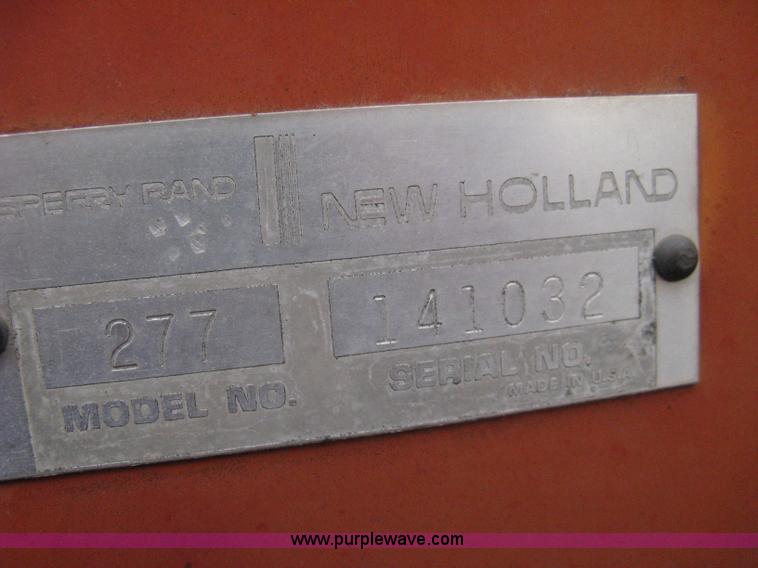 SPERRY RAND
NEW HOLLAND
277
141032
MODEL NO.
SERIAL NO.
MADE IN U.S.A.
www.purplewave.com